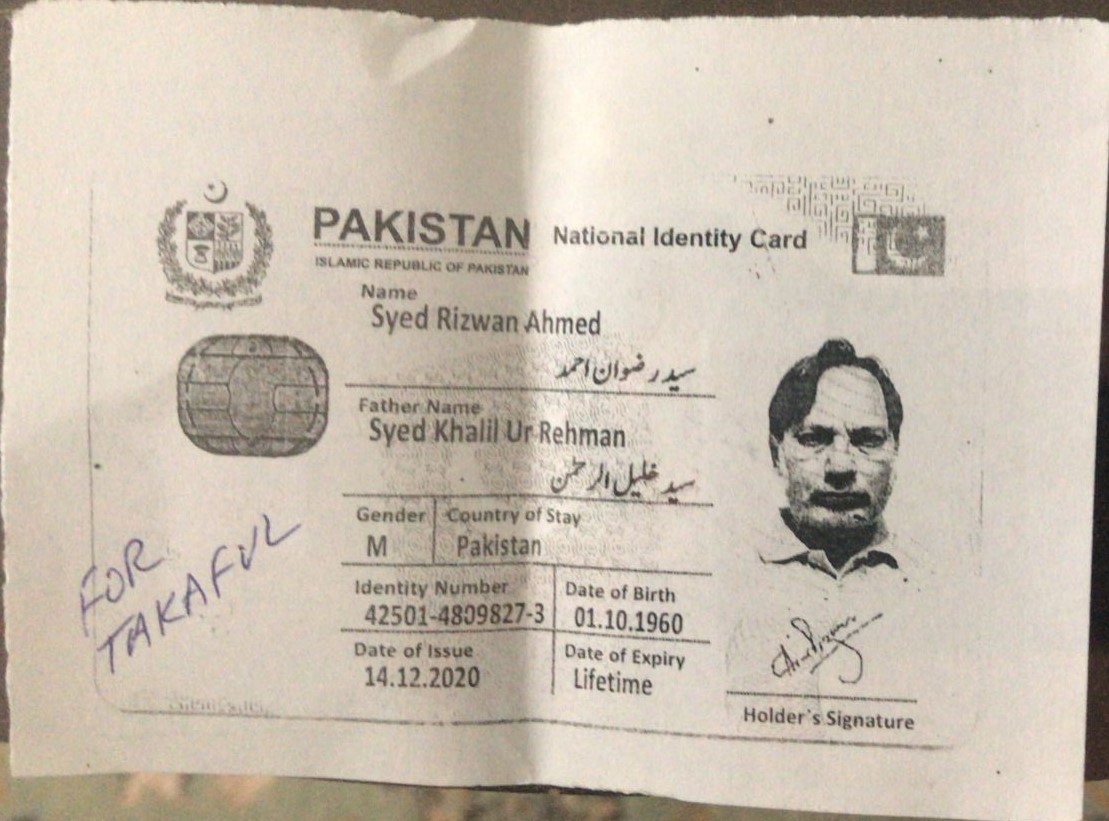 PAKISTAN National Identity Card
ISLAMIC REPUBLIC OF PAKISTAN
Name
Syed Rizwan Ahmed
سید رضوان احمد
Father Name
Syed Khalil Ur Rehman
سید خلیل الرحمٰن
Gender Country of Stay
M Pakistan
Identity Number Date of Birth
42501-4809827-3 01.10.1960
Date of Issue Date of Expiry
14.12.2020 Lifetime
Holder's Signature
FOR
TAKAFUL